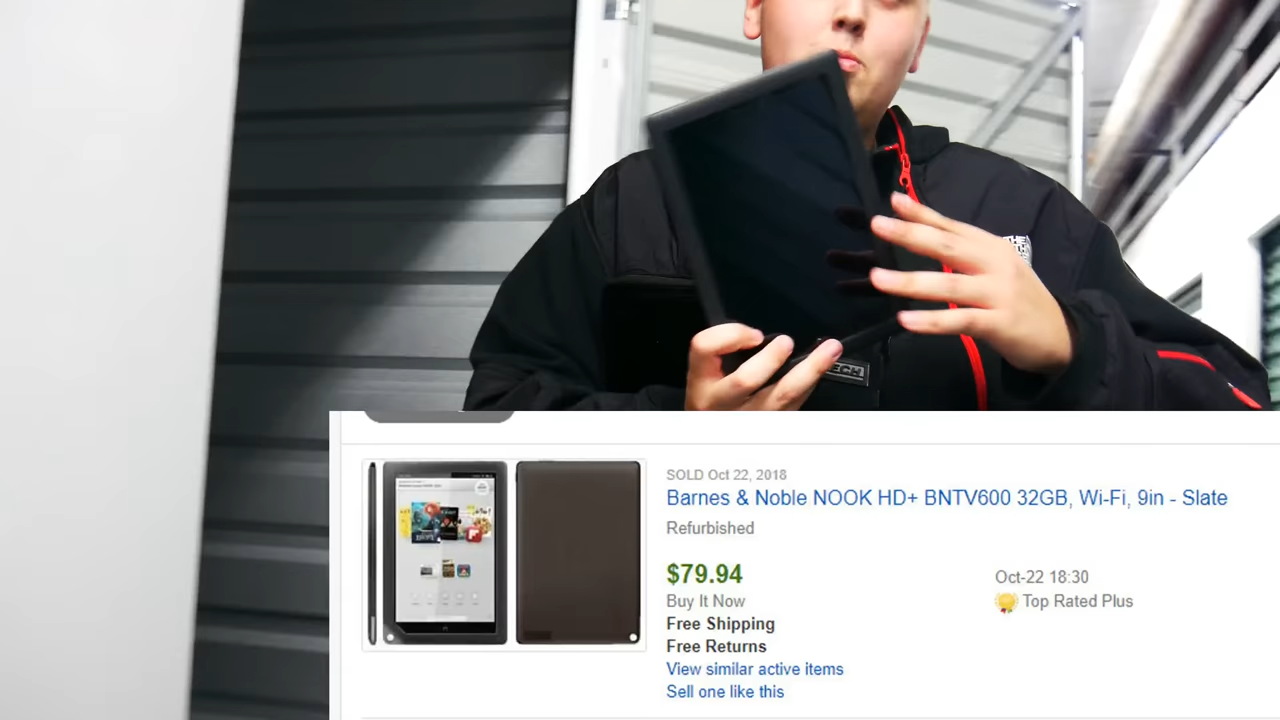 THE
ECH
SOLD Oct 22, 2018
Barnes & Noble NOOK HD+ BNTV600 32GB, Wi-Fi, 9in - Slate
Refurbished
$79.94
Oct-22 18:30
Buy It Now
Top Rated Plus
Free Shipping
Free Returns
View similar active items
Sell one like this